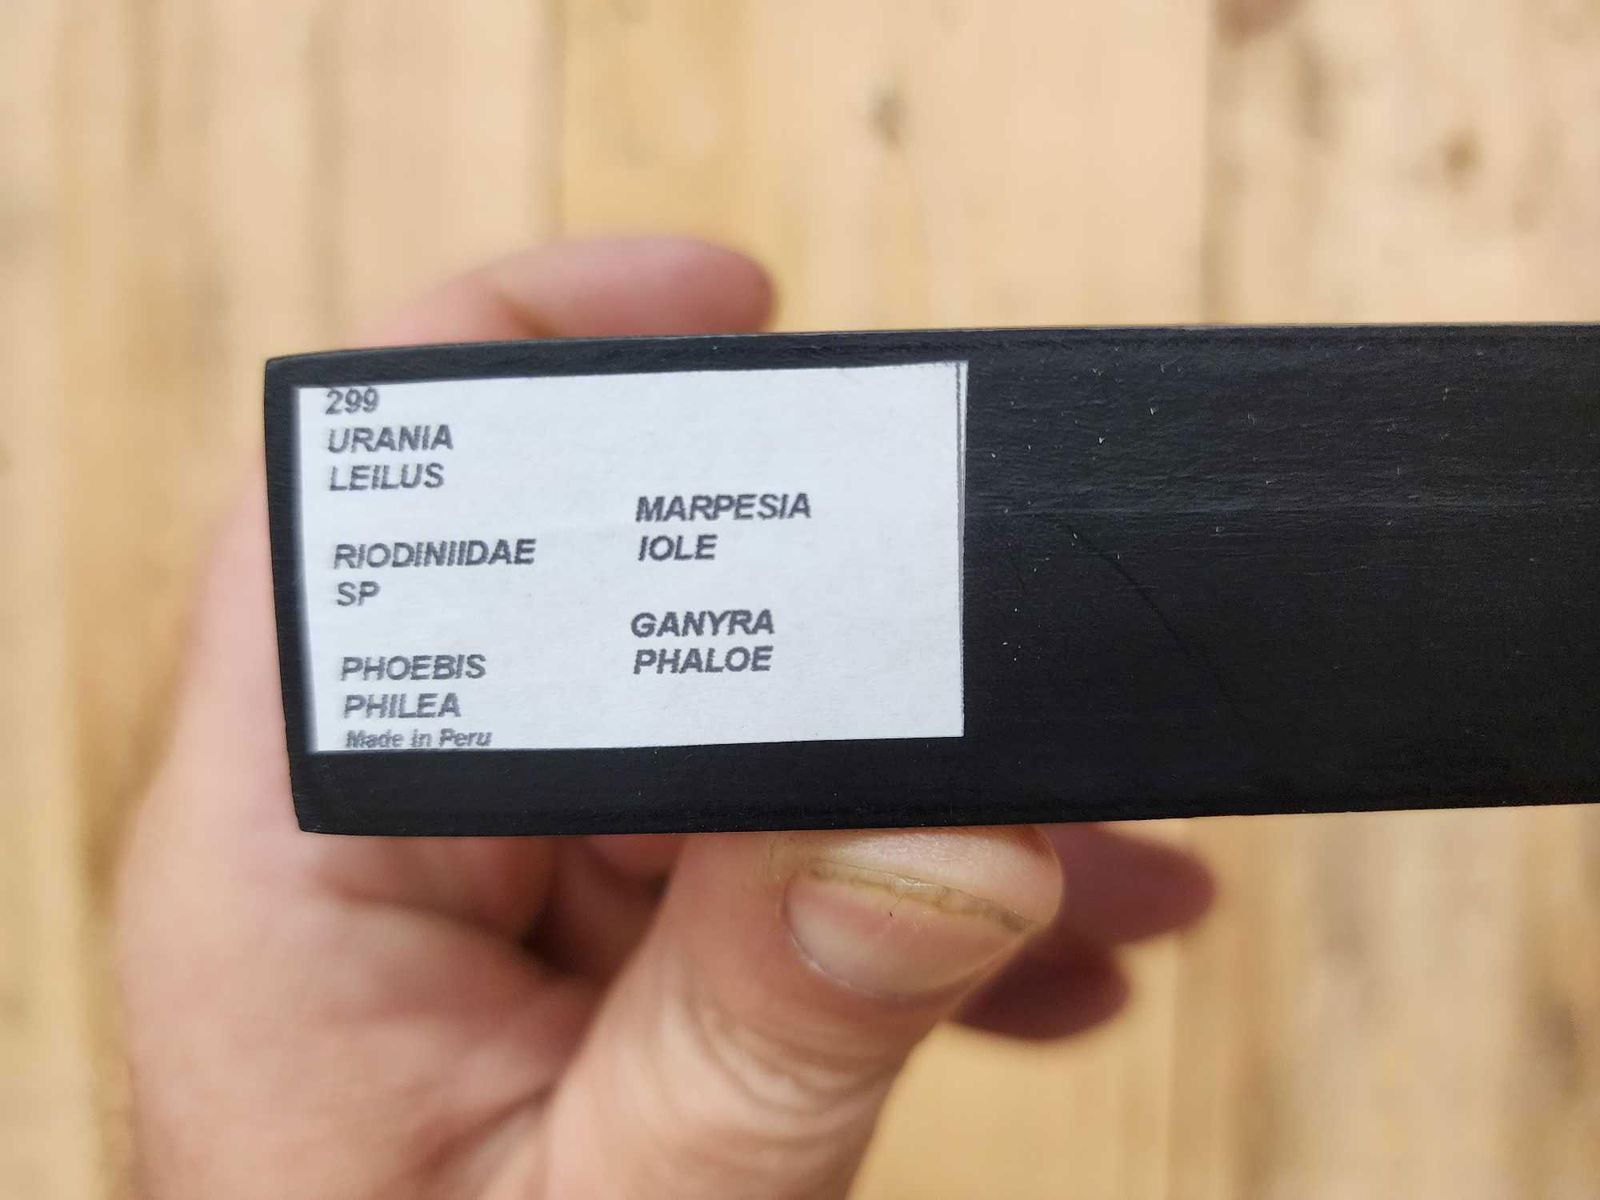 299
URANIA
LEILUS
RIODINIIDAE
SP
PHOEBIS
PHILEA
Made in Peru
MARPESIA
IOLE
GANYRA
PHALOE